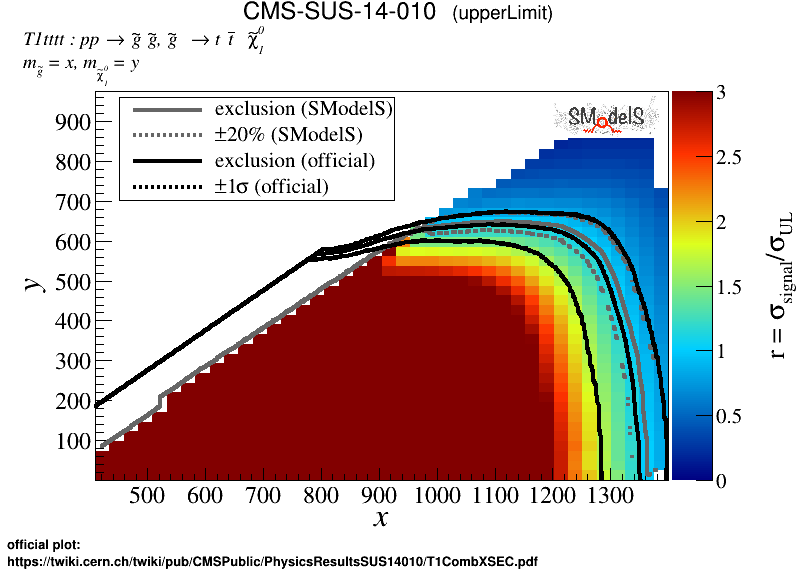 CMS-SUS-14-010 (upperLimit)
T1tttt : pp → g̃ g̃, g̃ → t t̄ χ̃⁰₁
m_g̃ = x, m_χ̃⁰₁ = y
exclusion (SModelS)
±20% (SModelS)
exclusion (official)
±1σ (official)
SModelS
900
800
700
600
500
400
300
200
100
y
500 600 700 800 900 1000 1100 1200 1300
x
3
2.5
2
1.5
1
0.5
0
r = σ_signal/σ_UL
official plot:
https://twiki.cern.ch/twiki/pub/CMSPublic/PhysicsResultsSUS14010/T1CombXSEC.pdf